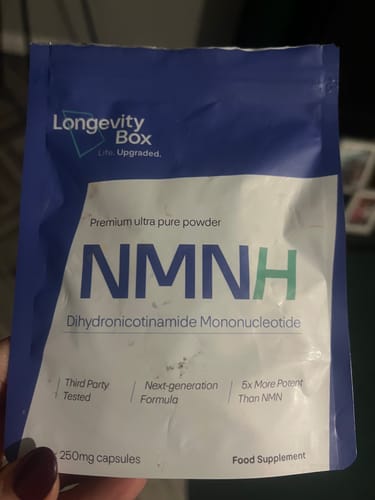 Longevity
Box
Life. Upgraded.
Premium ultra pure powder
NMNH
Dihydronicotinamide Mononucleotide
Third Party
Tested
Next-generation
Formula
5x More Potent
Than NMN
250mg capsules
Food Supplement